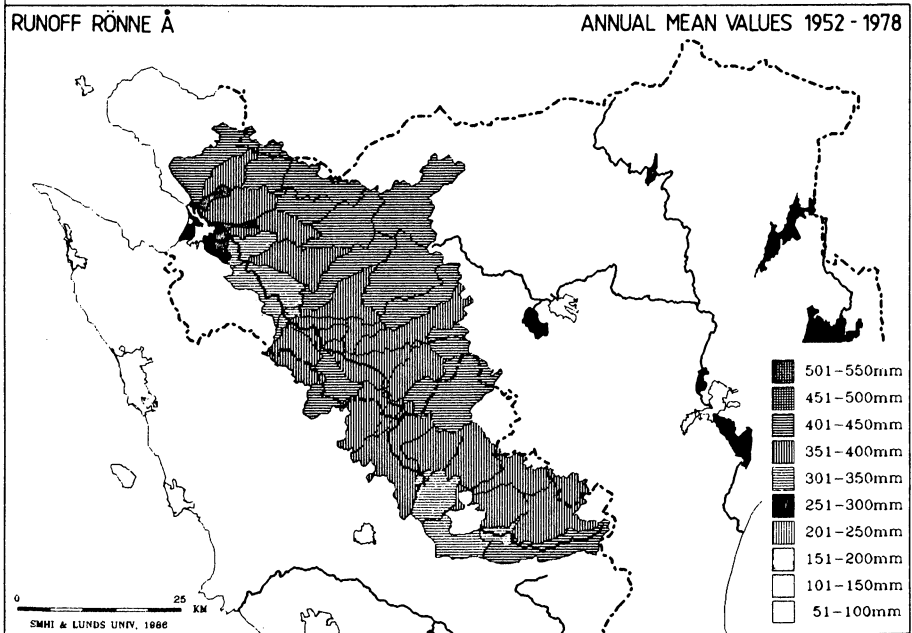 RUNOFF RÖNNE Å
ANNUAL MEAN VALUES 1952 - 1978
501-550mm
451-500mm
401-450mm
351-400mm
301-350mm
251-300mm
201-250mm
151-200mm
101-150mm
51-100mm
0 25 KM
SMHI & LUNDS UNIV, 1986